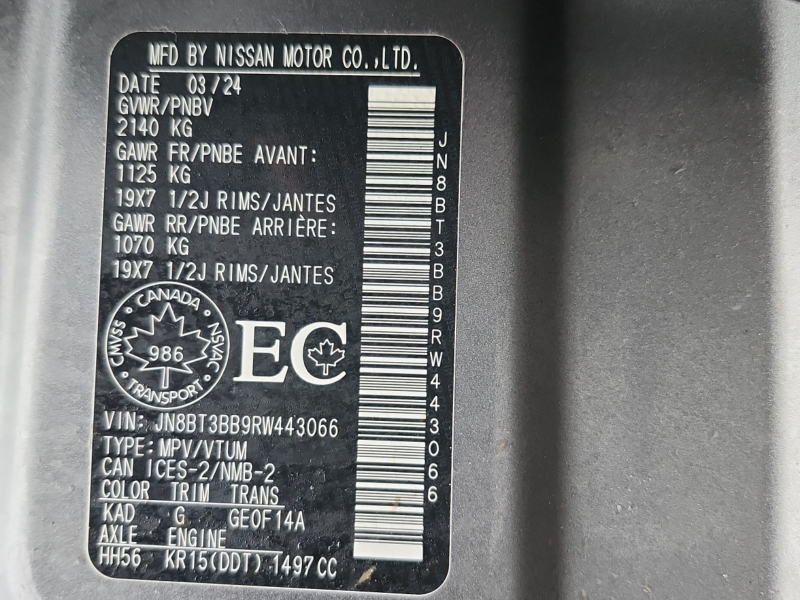 MFD BY NISSAN MOTOR CO.,LTD.
DATE 03/24
GVWR/PNBV
2140 KG
GAWR FR/PNBE AVANT:
1125 KG
19X7 1/2J RIMS/JANTES
GAWR RR/PNBE ARRIÈRE:
1070 KG
19X7 1/2J RIMS/JANTES
CANADA
CMVSS 986 NSVAC
TRANSPORT
EC
VIN: JN8BT3BB9RW443066
TYPE: MPV/VTUM
CAN ICES-2/NMB-2
COLOR TRIM TRANS
KAD G GE0F14A
AXLE ENGINE
HH56 KR15(DDT) 1497CC
JN8BT3BB9RW443066